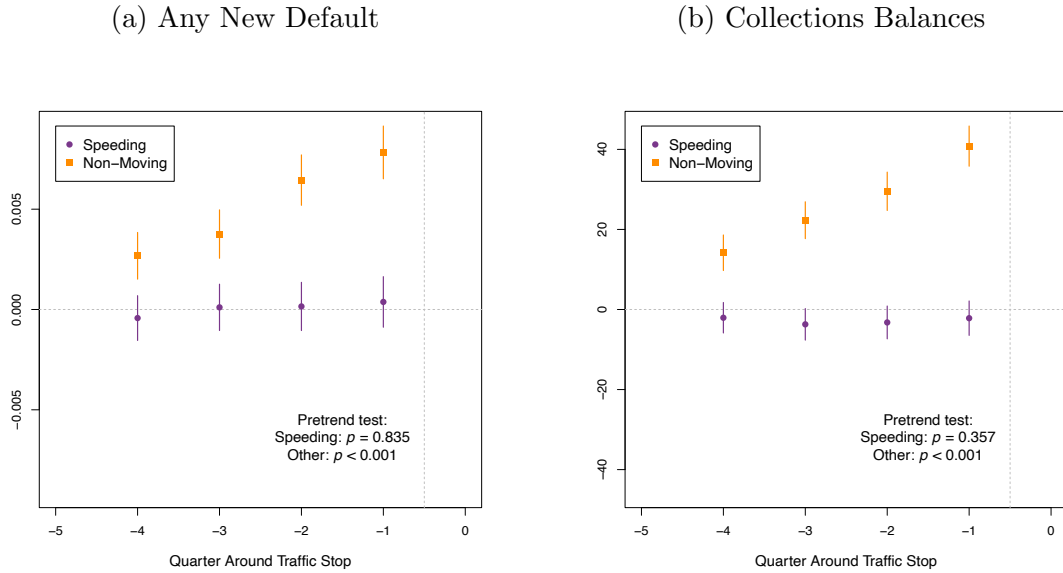 (a) Any New Default
Speeding
Non−Moving
0.005
0.000
−0.005
Pretrend test:
Speeding: p = 0.835
Other: p < 0.001
−5 −4 −3 −2 −1 0
Quarter Around Traffic Stop
(b) Collections Balances
Speeding
Non−Moving
40
20
0
−20
−40
Pretrend test:
Speeding: p = 0.357
Other: p < 0.001
−5 −4 −3 −2 −1 0
Quarter Around Traffic Stop